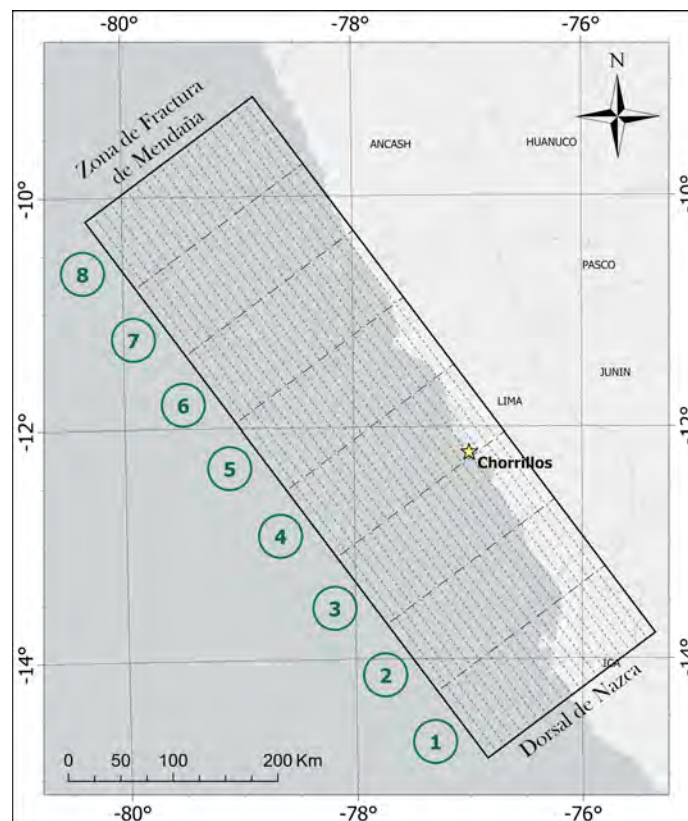 -80°
-78°
-76°
N
Zona de Fractura
de Mendaña
ANCASH
HUANUCO
-10°
-10°
8
PASCO
7
JUNIN
6
LIMA
-12°
-12°
5
Chorrillos
4
3
2
-14°
-14°
ICA
1
Dorsal de Nazca
0 50 100 200 Km
-80°
-78°
-76°